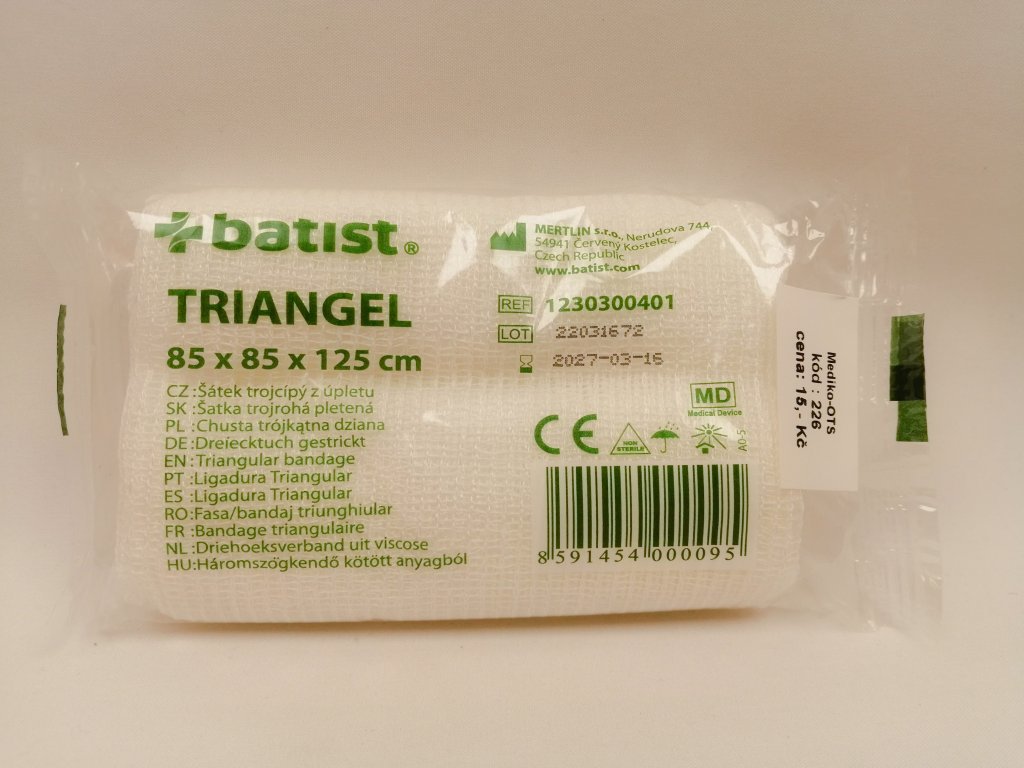 batist®
TRIANGEL
85 x 85 x 125 cm
CZ :Šátek trojcípý z úpletu
SK :Šatka trojrohá pletená
PL :Chusta trójkątna dziana
DE :Dreiecktuch gestrickt
EN :Triangular bandage
PT :Ligadura Triangular
ES :Ligadura Triangular
RO :Fasa/bandaj triunghiular
FR :Bandage triangulaire
NL :Driehoeksverband uit viscose
HU:Háromszögkendő kötött anyagból
MERTLIN s.r.o., Nerudova 744,
54941 Červený Kostelec,
Czech Republic
www.batist.com
REF 1230300401
LOT 22031672
2027-03-16
MD
Medical Device
CE
NON
STERILE
A0-5
8 591454 000095
Mediko-OTS
kód : 226
cena: 15,- Kč